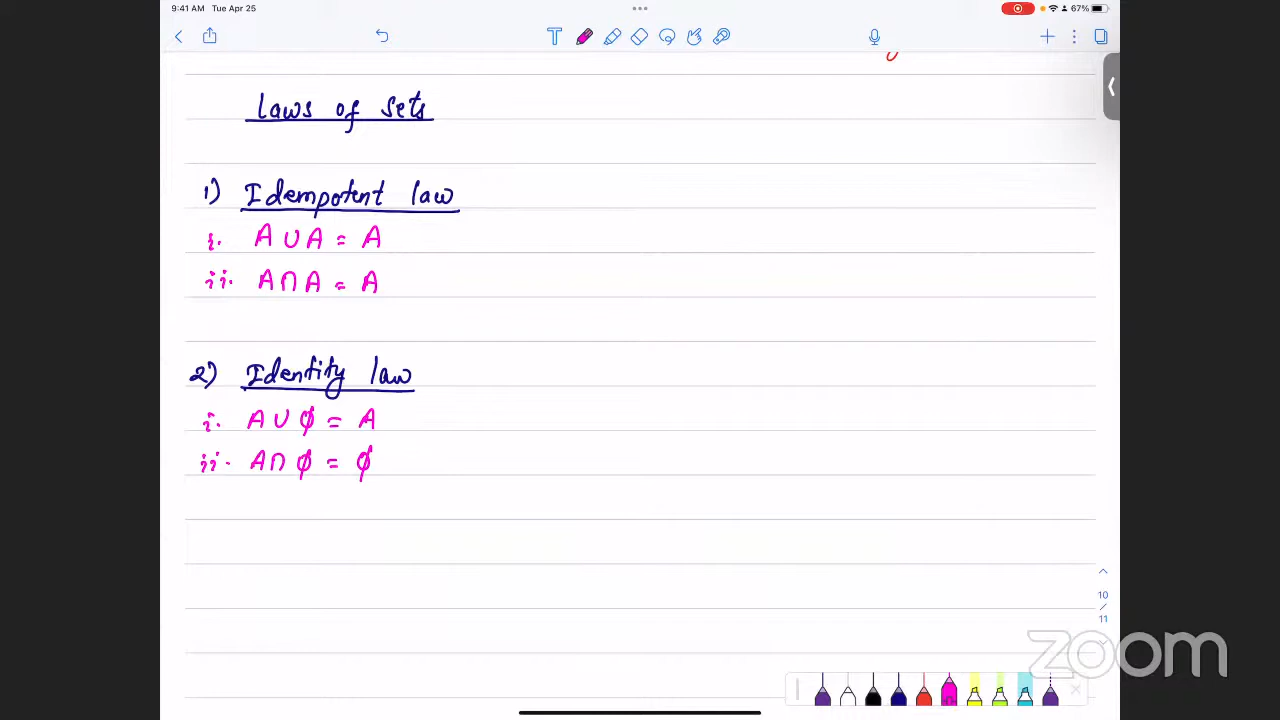 9:41 AM Tue Apr 25
67%
Laws of sets
1) Idempotent law
i. A ∪ A = A
ii. A ∩ A = A
2) Identity law
i. A ∪ ϕ = A
ii. A ∩ ϕ = ϕ
10
/
11
zoom